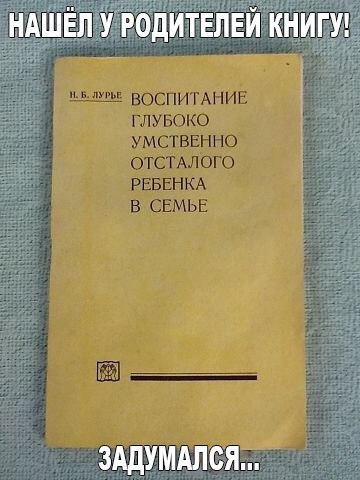 НАШЁЛ У РОДИТЕЛЕЙ КНИГУ!
Н. Б. ЛУРЬЕ
ВОСПИТАНИЕ
ГЛУБОКО
УМСТВЕННО
ОТСТАЛОГО
РЕБЕНКА
В СЕМЬЕ
ЗАДУМАЛСЯ...